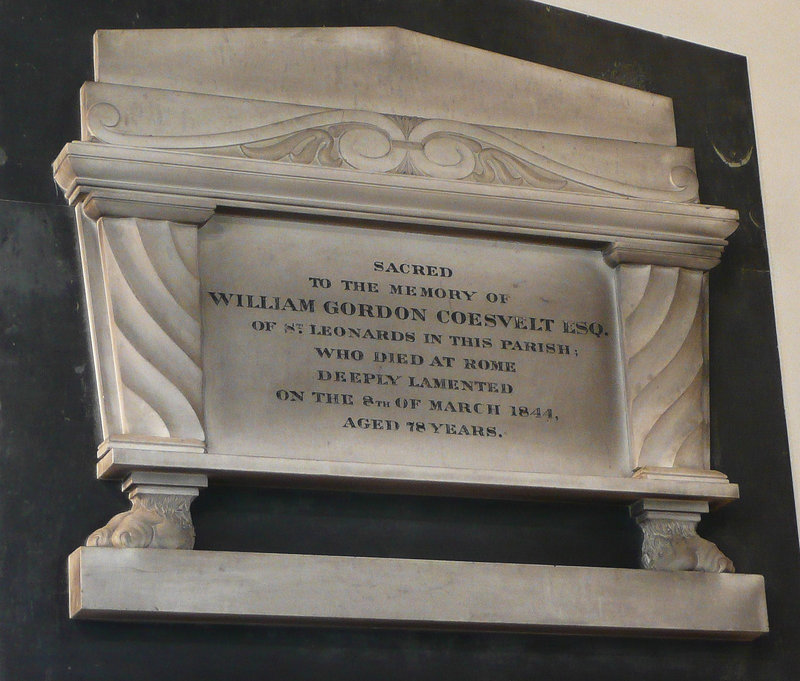 SACRED
TO THE MEMORY OF
WILLIAM GORDON COESVELT ESQ.
OF ST. LEONARDS IN THIS PARISH;
WHO DIED AT ROME
DEEPLY LAMENTED
ON THE 8TH OF MARCH 1844,
AGED 78 YEARS.